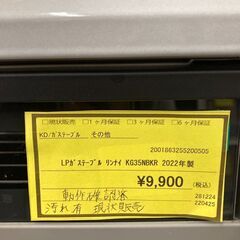 □現状販売 □1ヶ月保証 □3ヶ月保証 □6ヶ月保証
2001863255200505
KD/ガステーブル その他
LPガステーブル リンナイ KG35NBKR 2022年製
¥9,900 (税込)
動作確認済
汚れ有 現状販売
281224
220425